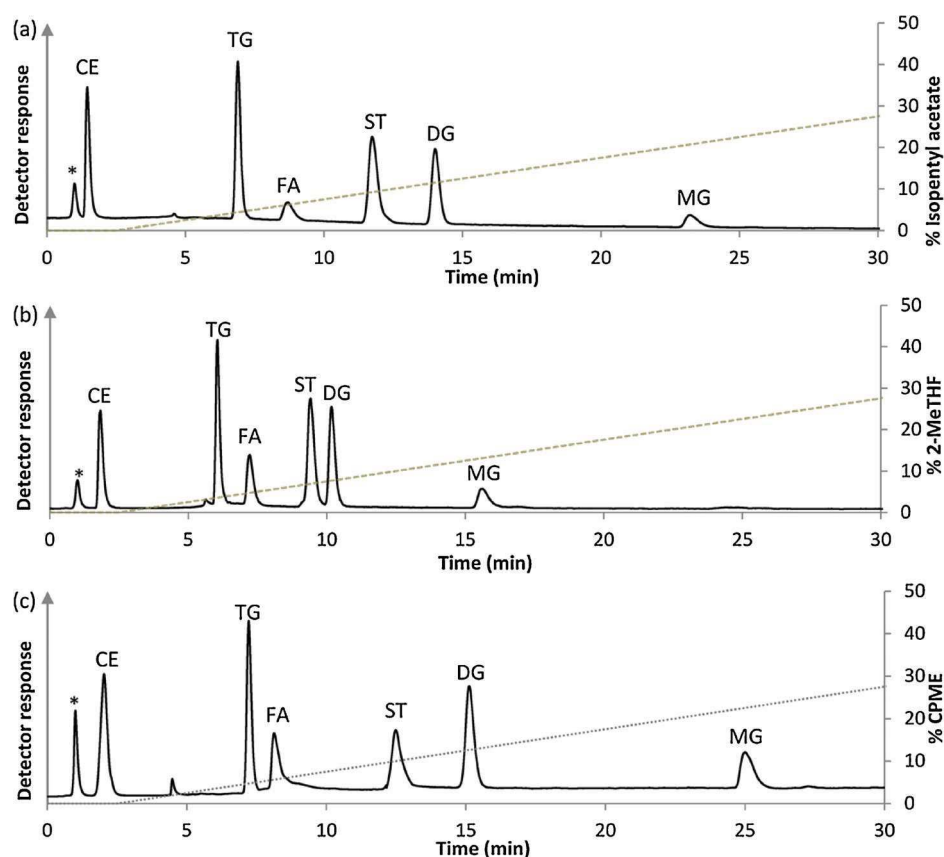 (a)
Detector response
*
CE
TG
FA
ST
DG
MG
50
40
30
20
10
0
% Isopentyl acetate
0 5 10 15 20 25 30
Time (min)
(b)
Detector response
*
CE
TG
FA
ST
DG
MG
50
40
30
20
10
0
% 2-MeTHF
0 5 10 15 20 25 30
Time (min)
(c)
Detector response
*
CE
TG
FA
ST
DG
MG
50
40
30
20
10
0
% CPME
0 5 10 15 20 25 30
Time (min)